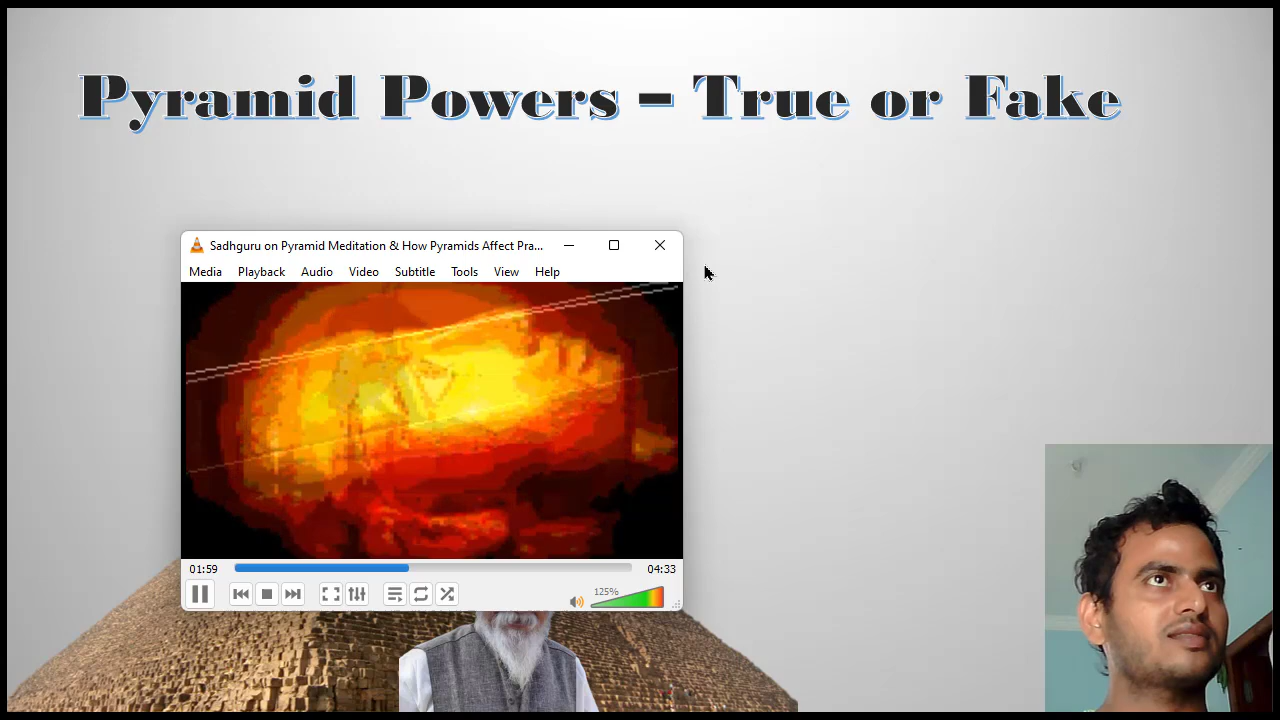 Pyramid Powers – True or Fake
Sadhguru on Pyramid Meditation & How Pyramids Affect Pra...
Media Playback Audio Video Subtitle Tools View Help
01:59 04:33
125%